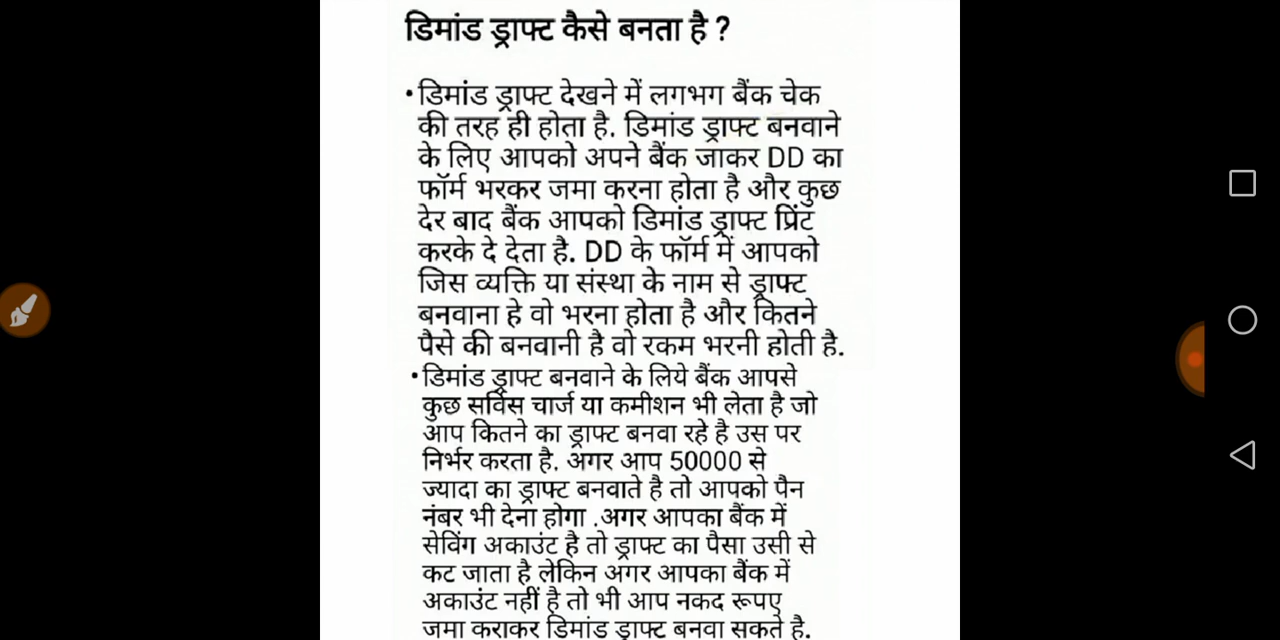 डिमांड ड्राफ्ट कैसे बनता है ?
•डिमांड ड्राफ्ट देखने में लगभग बैंक चेक
की तरह ही होता है. डिमांड ड्राफ्ट बनवाने
के लिए आपको अपने बैंक जाकर DD का
फॉर्म भरकर जमा करना होता है और कुछ
देर बाद बैंक आपको डिमांड ड्राफ्ट प्रिंट
करके दे देता है. DD के फॉर्म में आपको
जिस व्यक्ति या संस्था के नाम से ड्राफ्ट
बनवाना हे वो भरना होता है और कितने
पैसे की बनवानी है वो रकम भरनी होती है.
•डिमांड ड्राफ्ट बनवाने के लिये बैंक आपसे
कुछ सर्विस चार्ज या कमीशन भी लेता है जो
आप कितने का ड्राफ्ट बनवा रहे है उस पर
निर्भर करता है. अगर आप 50000 से
ज्यादा का ड्राफ्ट बनवाते है तो आपको पैन
नंबर भी देना होगा .अगर आपका बैंक में
सेविंग अकाउंट है तो ड्राफ्ट का पैसा उसी से
कट जाता है लेकिन अगर आपका बैंक में
अकाउंट नहीं है तो भी आप नकद रूपए
जमा कराकर डिमांड ड्राफ्ट बनवा सकते है.